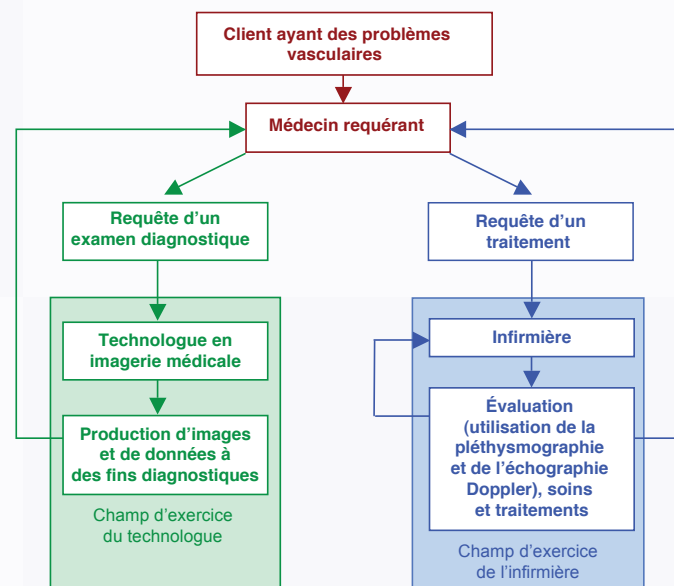 Client ayant des problèmes
vasculaires
Médecin requérant
Requête d’un
examen diagnostique
Requête d’un
traitement
Technologue en
imagerie médicale
Infirmière
Production d’images
et de données à
des fins diagnostiques
Évaluation
(utilisation de la
pléthysmographie
et de l’échographie
Doppler), soins
et traitements
Champ d’exercice
du technologue
Champ d’exercice
de l’infirmière